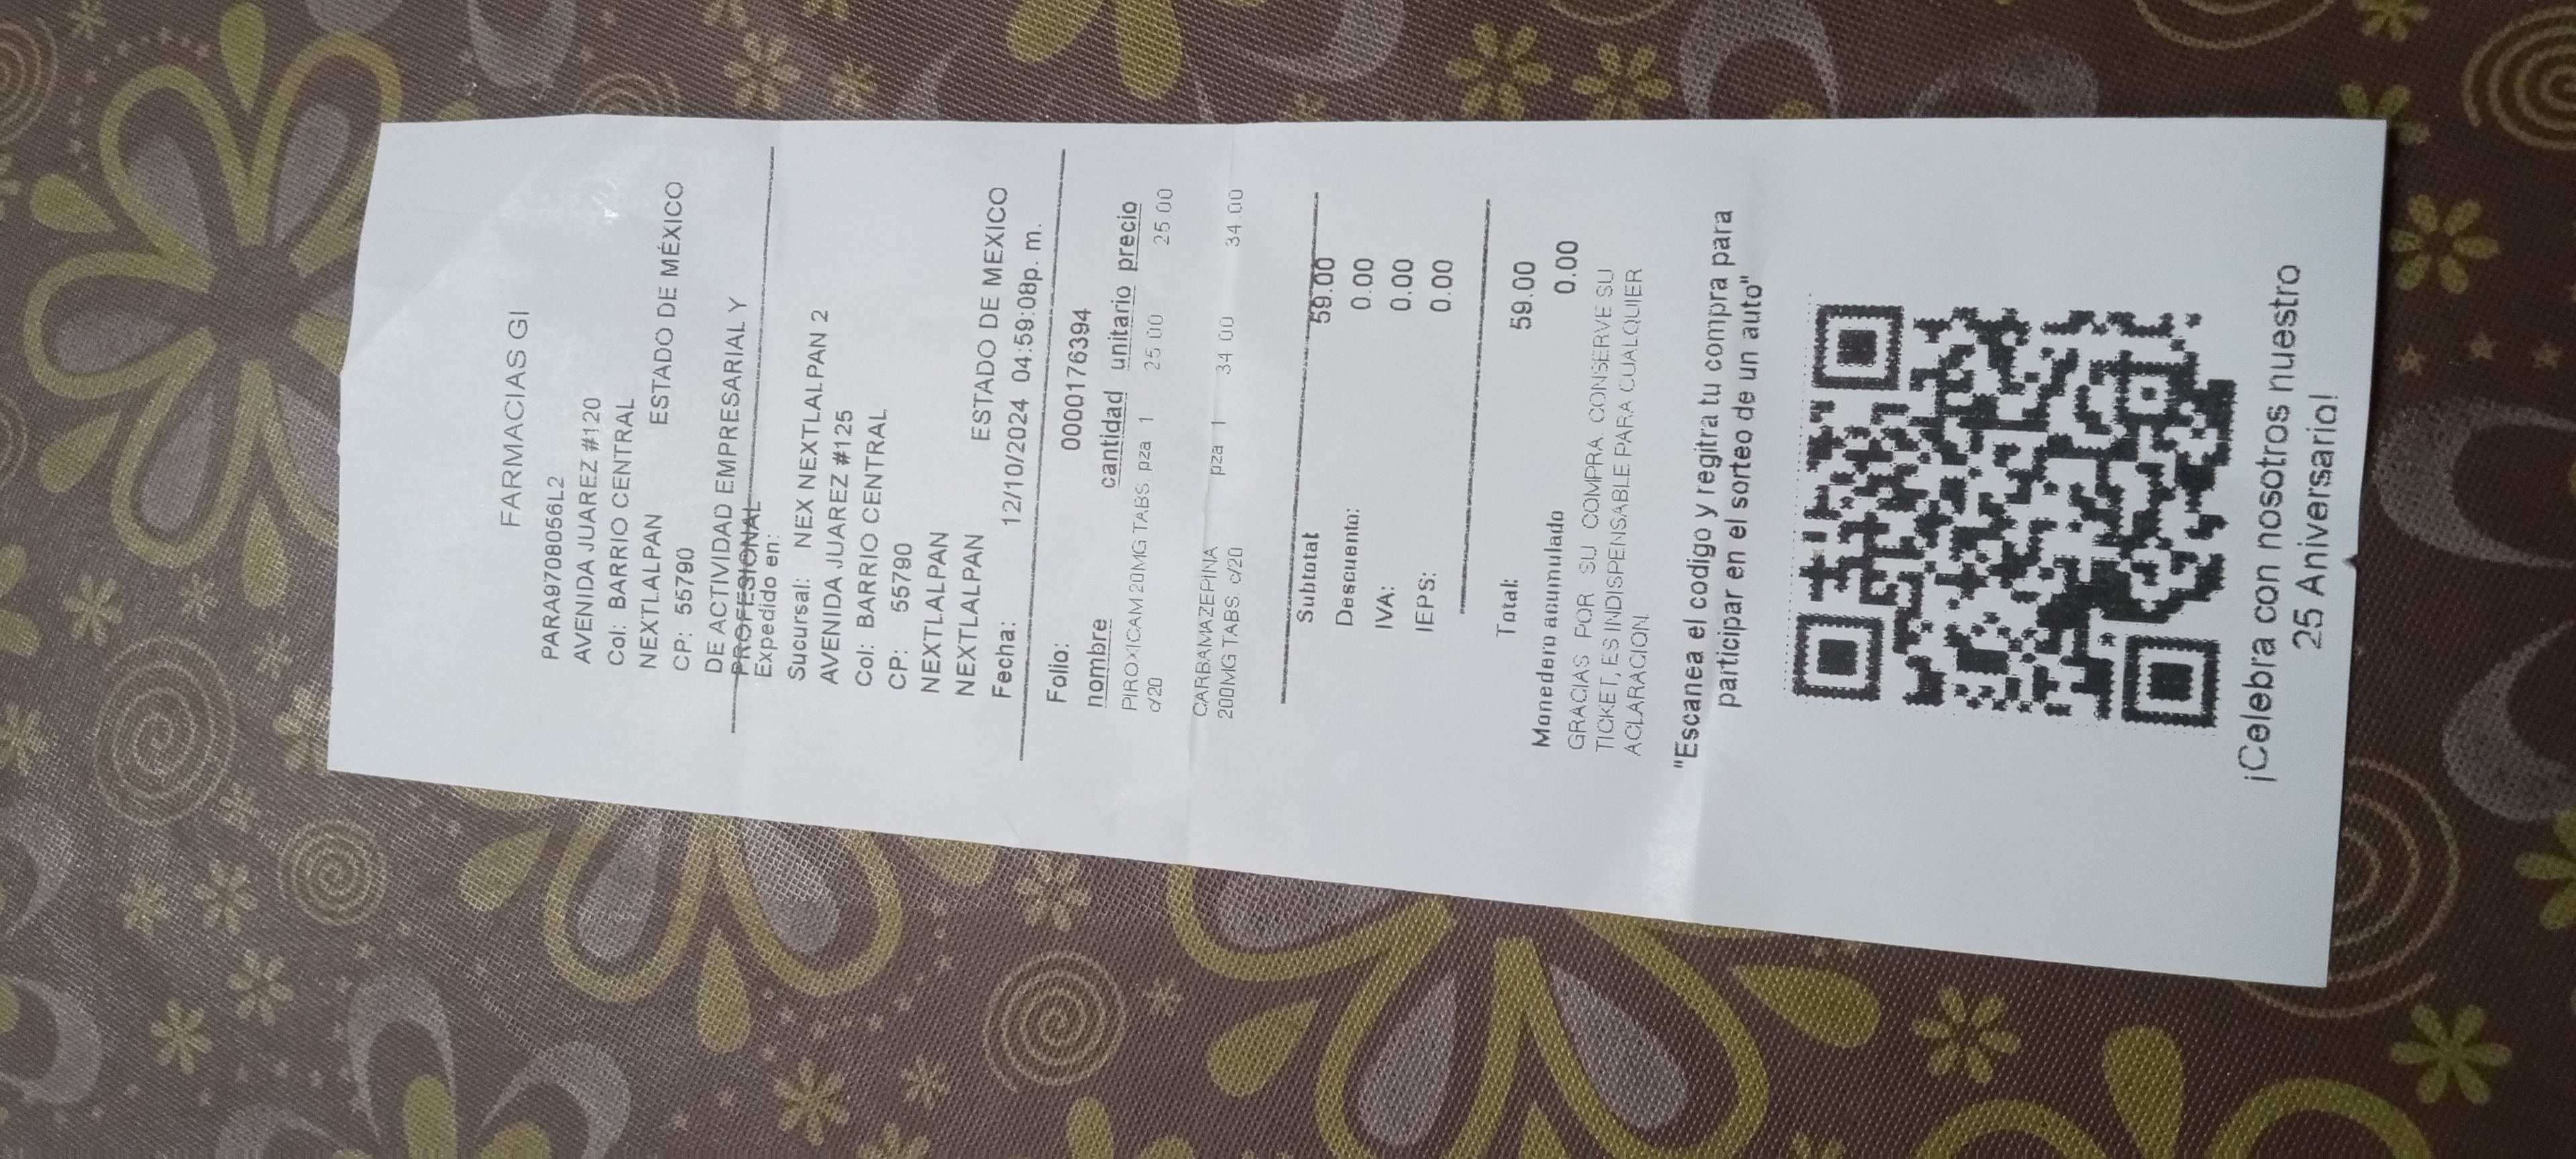 FARMACIAS GI
PARA9708056L2
AVENIDA JUAREZ #120
Col: BARRIO CENTRAL
NEXTLALPAN ESTADO DE MÉXICO
CP: 55790
DE ACTIVIDAD EMPRESARIAL Y
PROFESIONAL
Expedido en:
Sucursal: NEX NEXTLALPAN 2
AVENIDA JUAREZ #125
Col: BARRIO CENTRAL
CP: 55790
NEXTLALPAN
NEXTLALPAN ESTADO DE MEXICO
Fecha: 12/10/2024 04:59:08p. m.
Folio: 0000176394
nombre cantidad unitario precio
PIROXICAM 20MG TABS. pza 1 25.00 25.00
c/20
CARBAMAZEPINA pza 1 34.00 34.00
200MG TABS. c/20
Subtotat 59.00
Descuento: 0.00
IVA: 0.00
IEPS: 0.00
Total: 59.00
Monedero acumulado 0.00
GRACIAS POR SU COMPRA, CONSERVE SU
TICKET, ES INDISPENSABLE PARA CUALQUIER
ACLARACION.
"Escanea el codigo y regitra tu compra para
participar en el sorteo de un auto"
¡Celebra con nosotros nuestro
25 Aniversario!